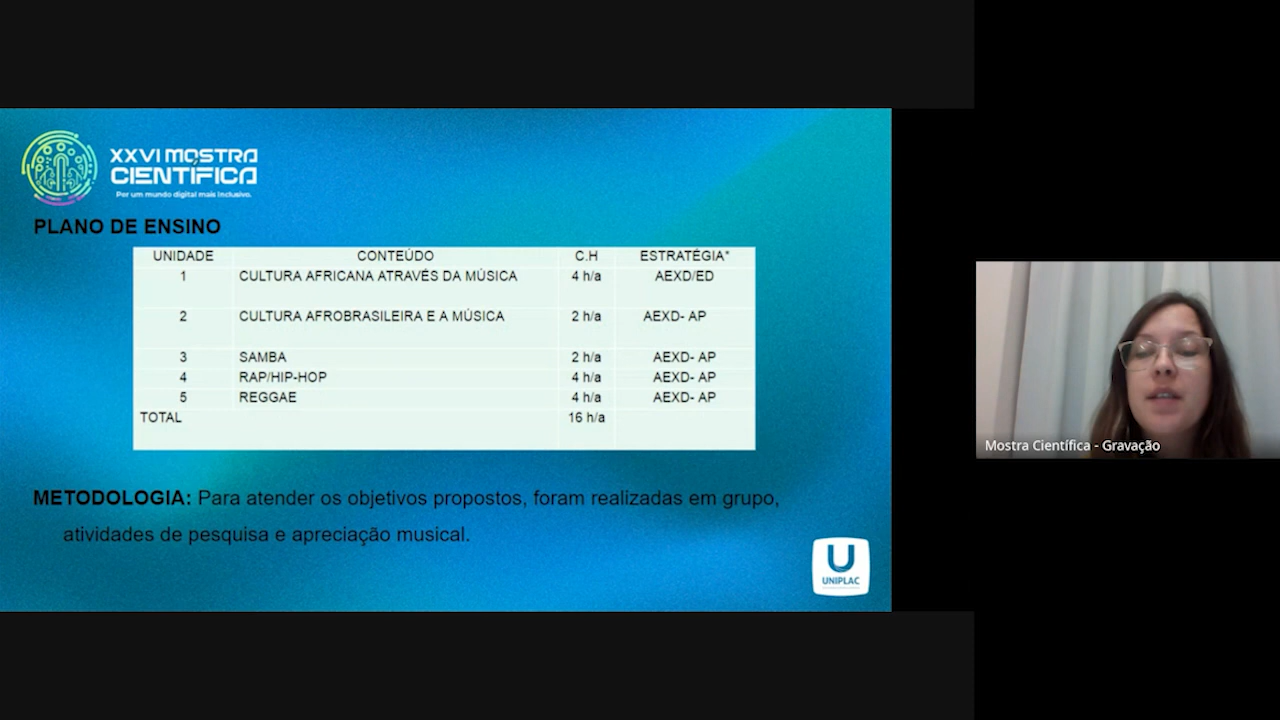 XXVI MOSTRA
CIENTÍFICA
Por um mundo digital mais inclusivo.
PLANO DE ENSINO
UNIDADE CONTEÚDO C.H ESTRATÉGIA*
1 CULTURA AFRICANA ATRAVÉS DA MÚSICA 4 h/a AEXD/ED
2 CULTURA AFROBRASILEIRA E A MÚSICA 2 h/a AEXD- AP
3 SAMBA 2 h/a AEXD- AP
4 RAP/HIP-HOP 4 h/a AEXD- AP
5 REGGAE 4 h/a AEXD- AP
TOTAL 16 h/a
METODOLOGIA: Para atender os objetivos propostos, foram realizadas em grupo,
atividades de pesquisa e apreciação musical.
U
UNIPLAC
Mostra Científica - Gravação